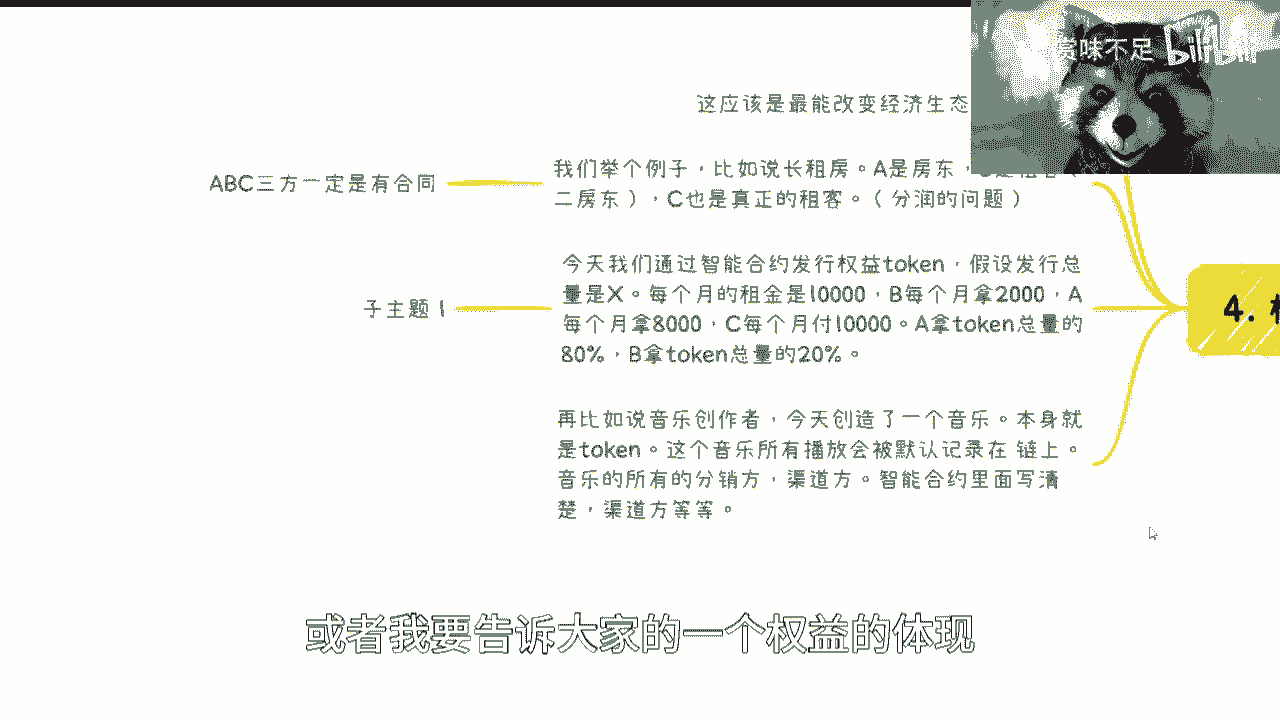 赏味不足 bilibili
这应该是最能改变经济生态
ABC三方一定是有合同
我们举个例子，比如说长租房。A是房东，
二房东），C也是真正的租客。（分润的问题）
今天我们通过智能合约发行权益token，假设发行总
量是X。每个月的租金是10000，B每个月拿2000，A
每个月拿8000，C每个月付10000。A拿token总量的
80%，B拿token总量的20%。
子主题 1
再比如说音乐创作者，今天创造了一个音乐。本身就
是token。这个音乐所有播放会被默认记录在 链上。
音乐的所有的分销方，渠道方。智能合约里面写清
楚，渠道方等等。
4.
或者我要告诉大家的一个权益的体现